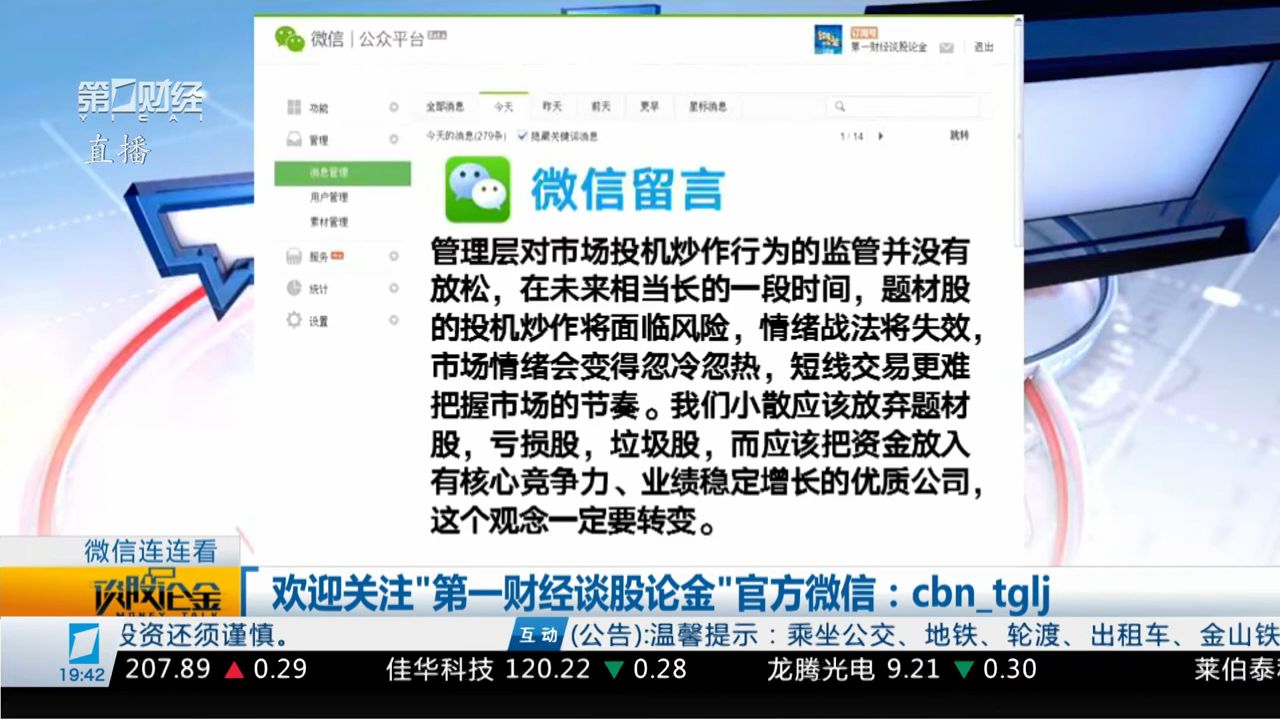 第一财经
YICAI
直播
微信 | 公众平台
订阅号
第一财经谈股论金
退出
功能
管理
消息管理
用户管理
素材管理
服务
统计
设置
全部消息 今天 昨天 前天 更早 星标消息
今天的消息(279条) 隐藏关键词消息 1/14 跳转
微信留言
管理层对市场投机炒作行为的监管并没有
放松，在未来相当长的一段时间，题材股
的投机炒作将面临风险，情绪战法将失效，
市场情绪会变得忽冷忽热，短线交易更难
把握市场的节奏。我们小散应该放弃题材
股，亏损股，垃圾股，而应该把资金放入
有核心竞争力、业绩稳定增长的优质公司，
这个观念一定要转变。
微信连连看
谈股论金
MONEY TALK
欢迎关注"第一财经谈股论金"官方微信：cbn_tglj
投资还须谨慎。 互动 (公告):温馨提示：乘坐公交、地铁、轮渡、出租车、金山铁
19:42 207.89 ▲ 0.29 佳华科技 120.22 ▼ 0.28 龙腾光电 9.21 ▼ 0.30 莱伯泰科